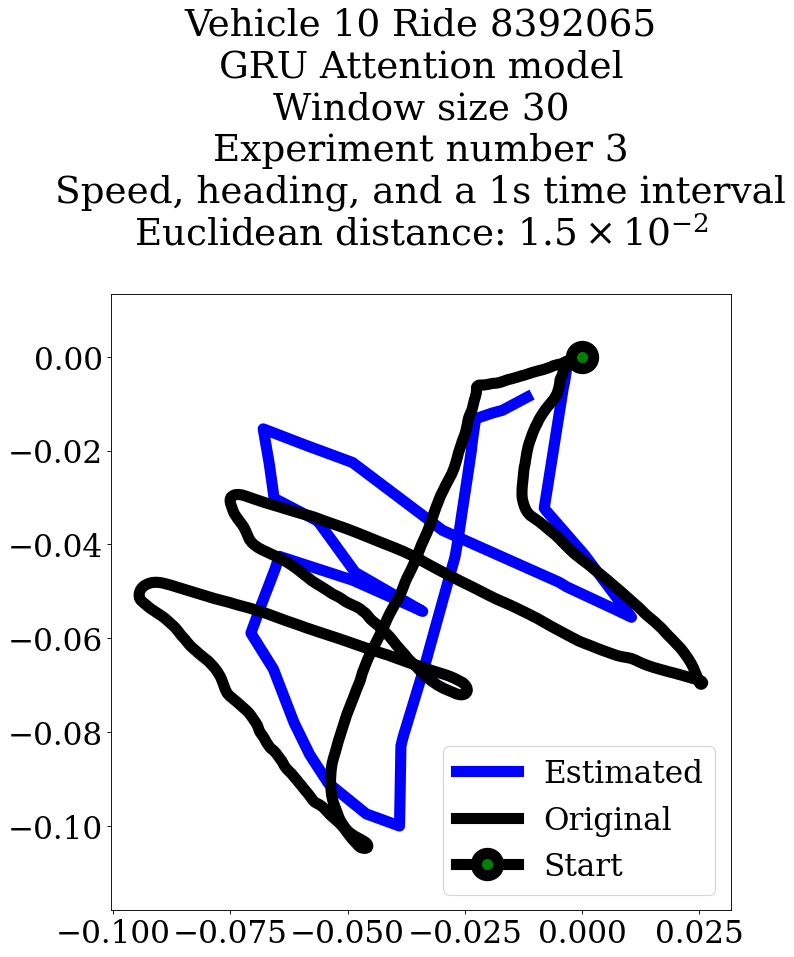 Vehicle 10 Ride 8392065
GRU Attention model
Window size 30
Experiment number 3
Speed, heading, and a 1s time interval
Euclidean distance: 1.5 × 10⁻²
0.00
−0.02
−0.04
−0.06
−0.08
−0.10
Estimated
Original
Start
−0.100 −0.075 −0.050 −0.025 0.000 0.025